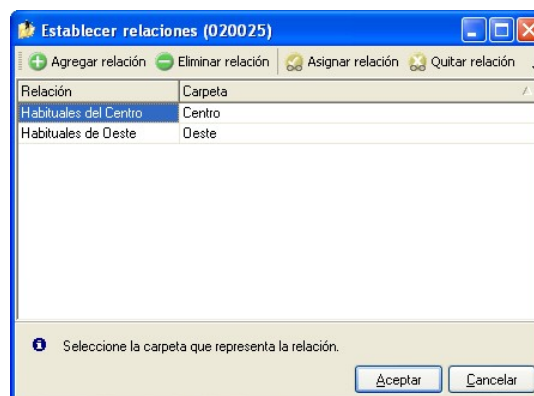 Establecer relaciones (020025)
Agregar relación Eliminar relación Asignar relación Quitar relación
Relación Carpeta
Habituales del Centro Centro
Habituales de Oeste Oeste
Seleccione la carpeta que representa la relación.
Aceptar Cancelar